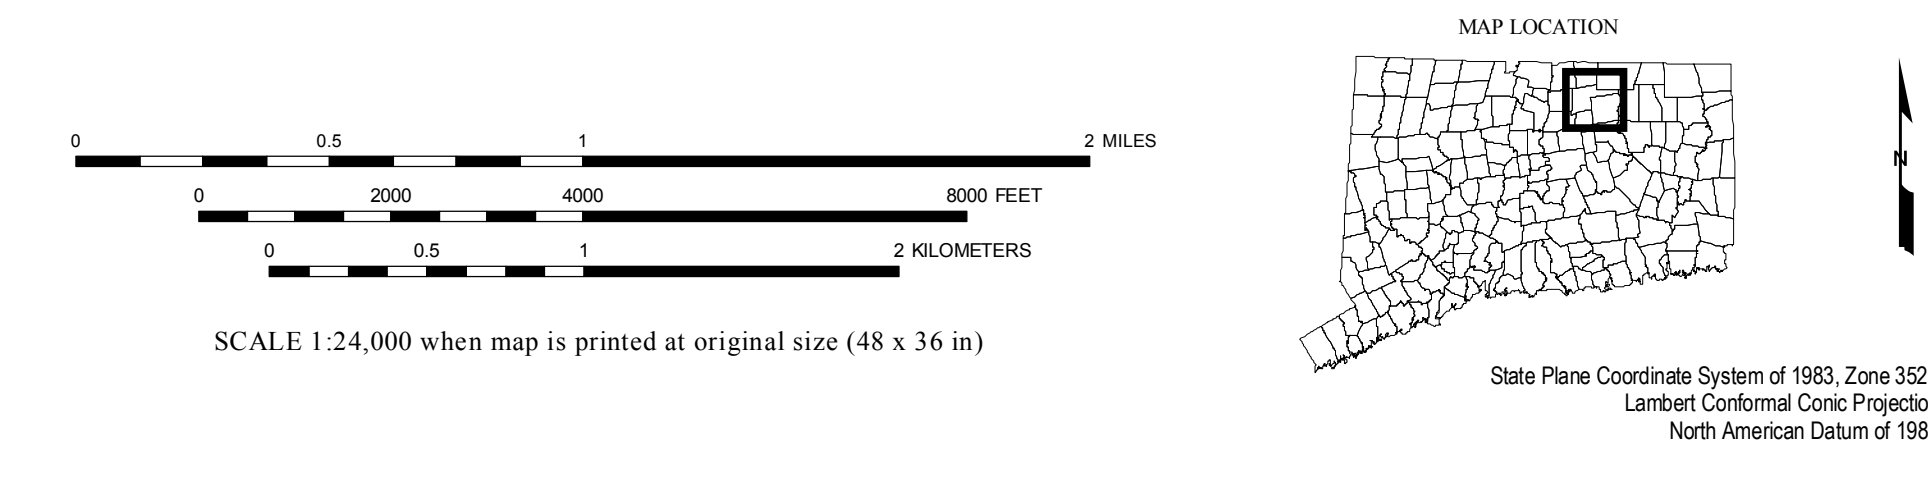 MAP LOCATION
0 0.5 1 2 MILES
0 2000 4000 8000 FEET
0 0.5 1 2 KILOMETERS
SCALE 1:24,000 when map is printed at original size (48 x 36 in)
N
State Plane Coordinate System of 1983, Zone 352
Lambert Conformal Conic Projectio
North American Datum of 198